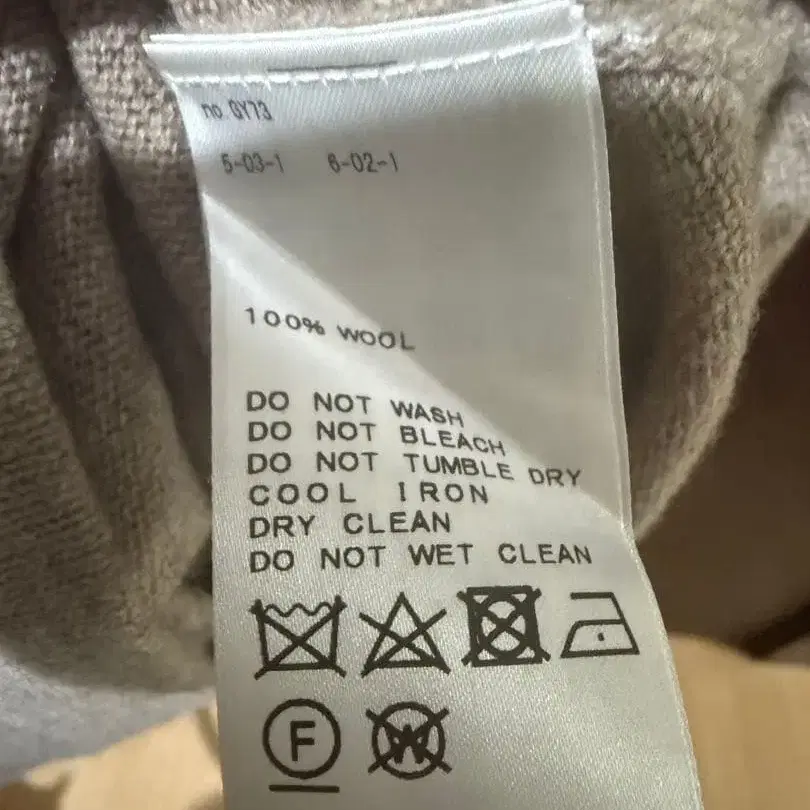 no. GY73
5-03-1 6-02-1
100% WOOL
DO NOT WASH
DO NOT BLEACH
DO NOT TUMBLE DRY
COOL IRON
DRY CLEAN
DO NOT WET CLEAN
F
W